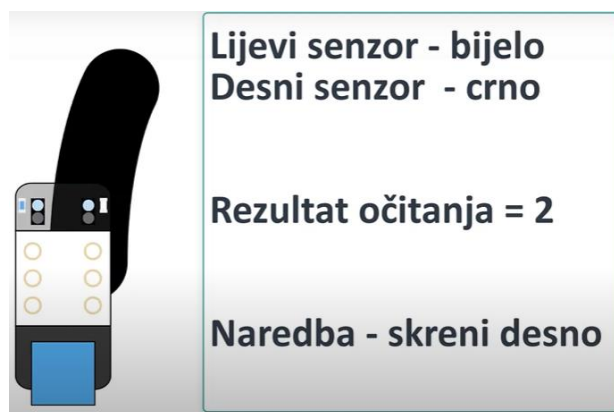 Lijevi senzor - bijelo
Desni senzor - crno
Rezultat očitanja = 2
Naredba - skreni desno